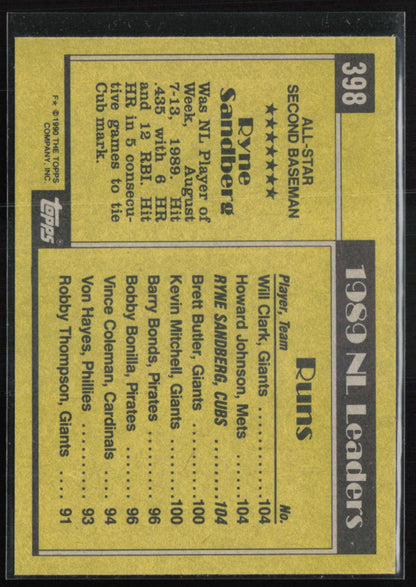 398
ALL-STAR
SECOND BASEMAN
★★★★★★★
Ryne
Sandberg
Was NL Player of
Week, August
7-13, 1989. Hit
.435 with 6 HR
and 12 RBI. Hit
HR in 5 consecu-
tive games to tie
Cub mark.
F★ ©1990 THE TOPPS
COMPANY, INC.
topps
1989 NL Leaders
Runs
Player, Team No.
Will Clark, Giants .......... 104
Howard Johnson, Mets ..... 104
RYNE SANDBERG, CUBS ... 104
Brett Butler, Giants ........ 100
Kevin Mitchell, Giants ..... 100
Barry Bonds, Pirates ....... 96
Bobby Bonilla, Pirates ...... 96
Vince Coleman, Cardinals .. 94
Von Hayes, Phillies ......... 93
Robby Thompson, Giants .... 91